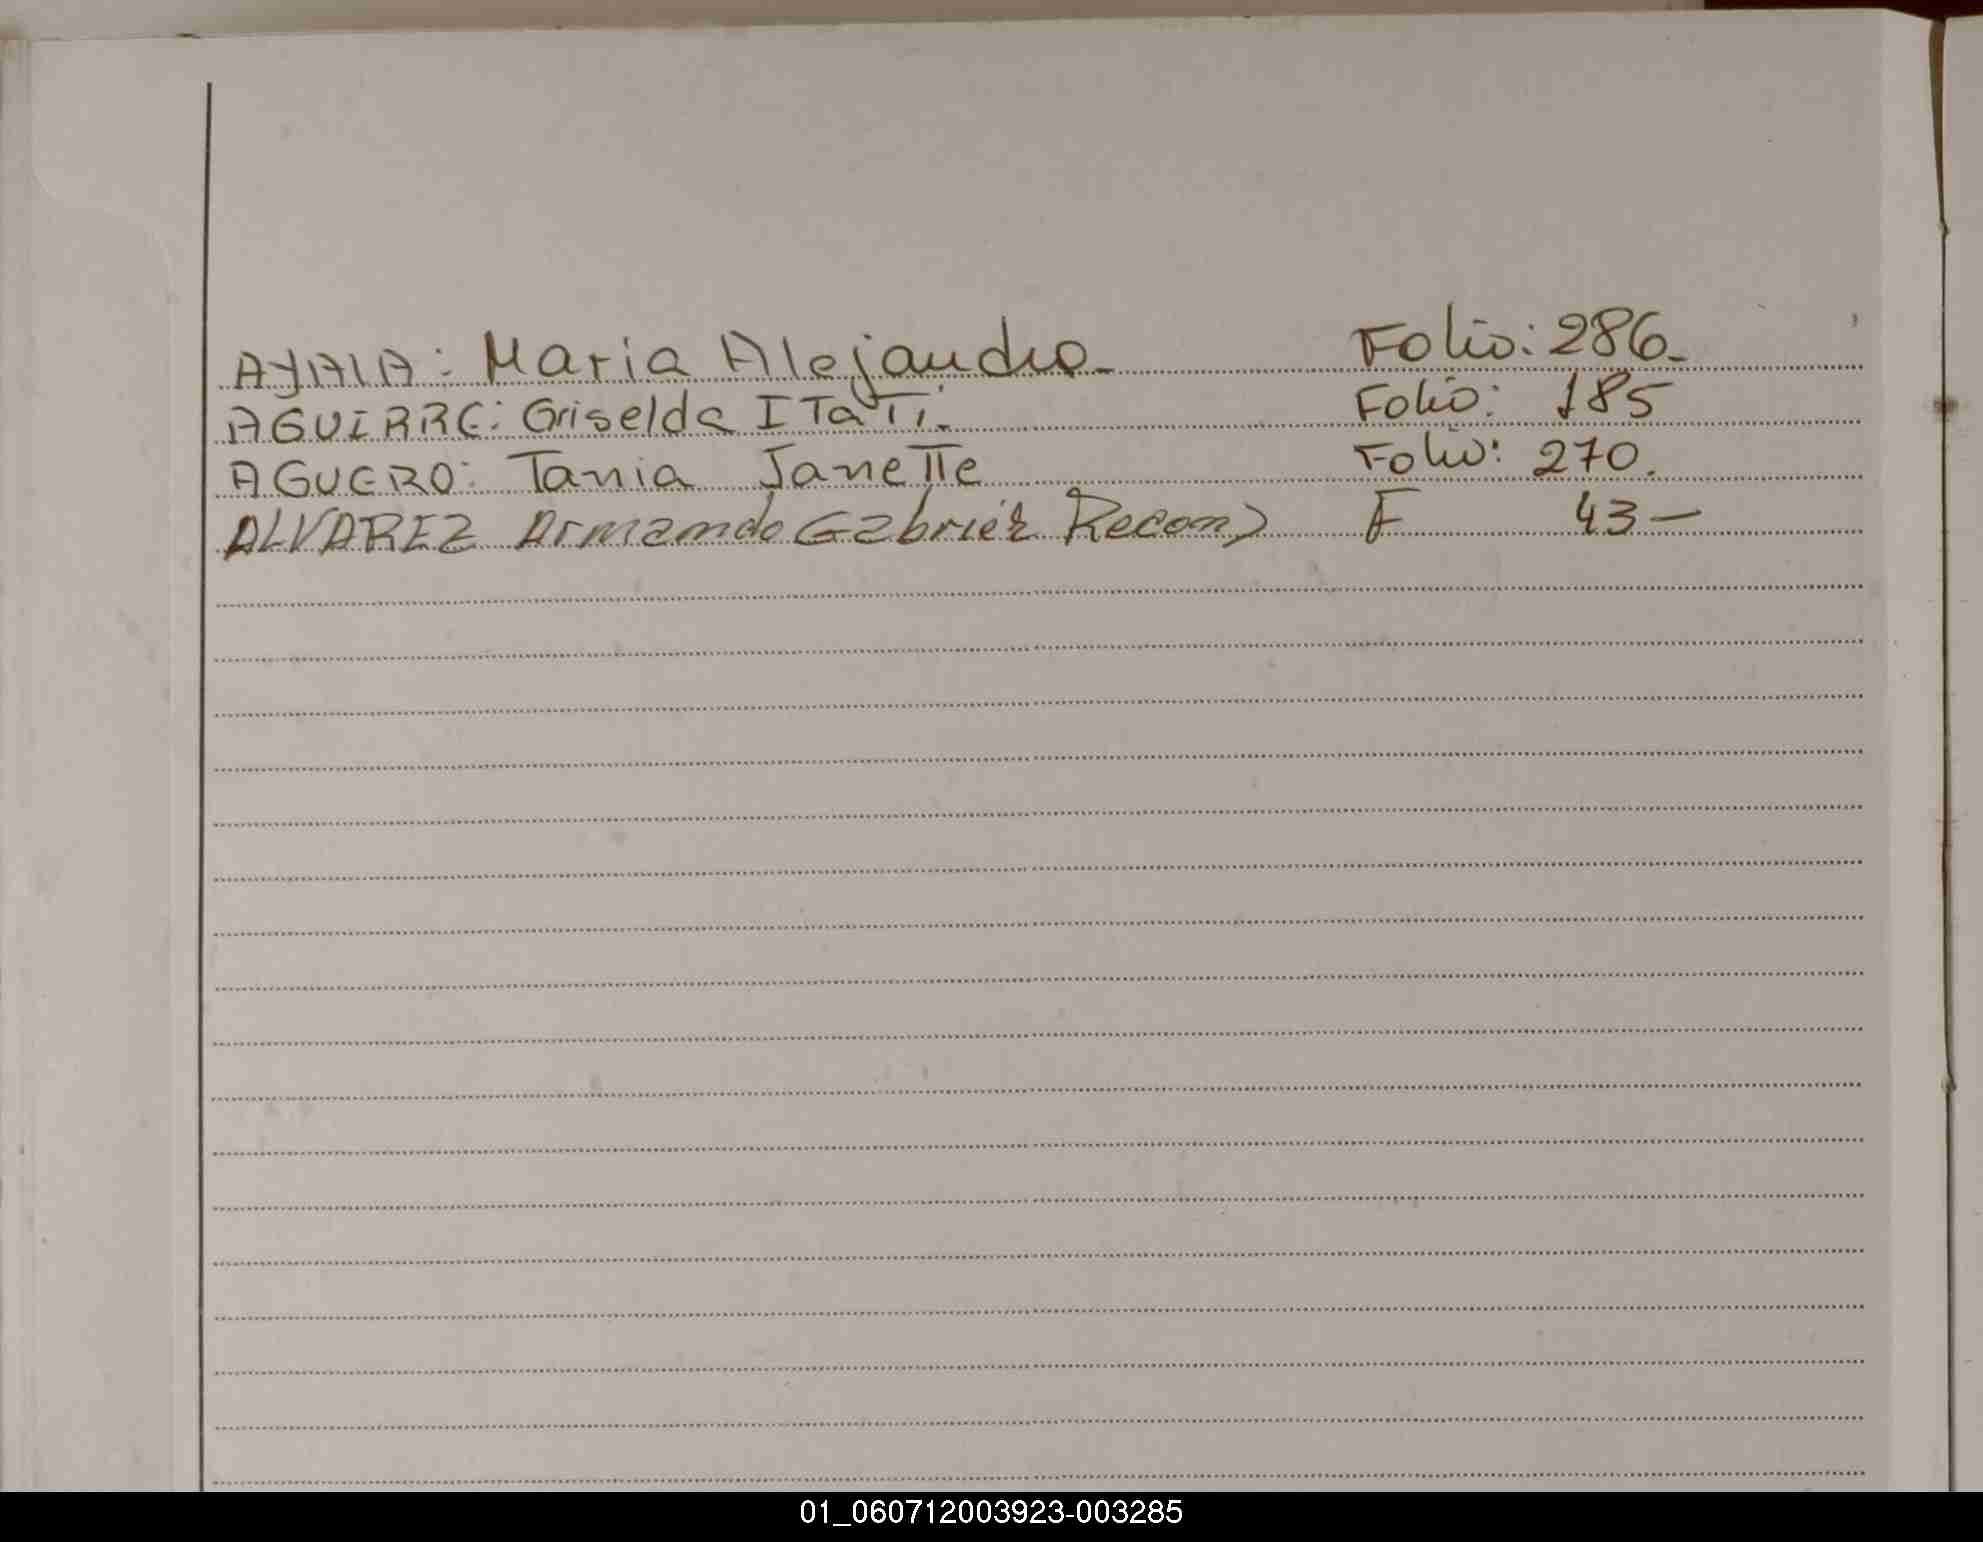 AYALA: Maria Alejandra. Folio: 286.
AGUIRRE: Griselda ITaTi. Folio: 185
AGUERO: Tania JaneTTe Folio: 270.
ALVAREZ Armando Gabriel Recon) F 43—
01_060712003923-003285